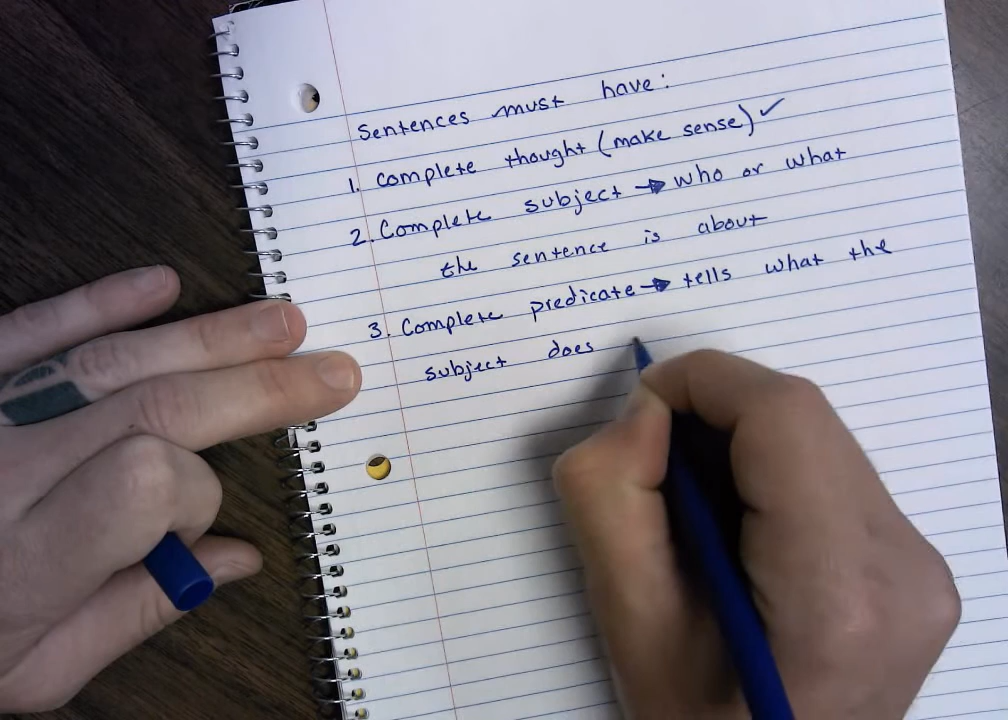 Sentences must have:
1. Complete thought (make sense) ✓
2. Complete subject → who or what
the sentence is about
3. Complete predicate → tells what the
subject does